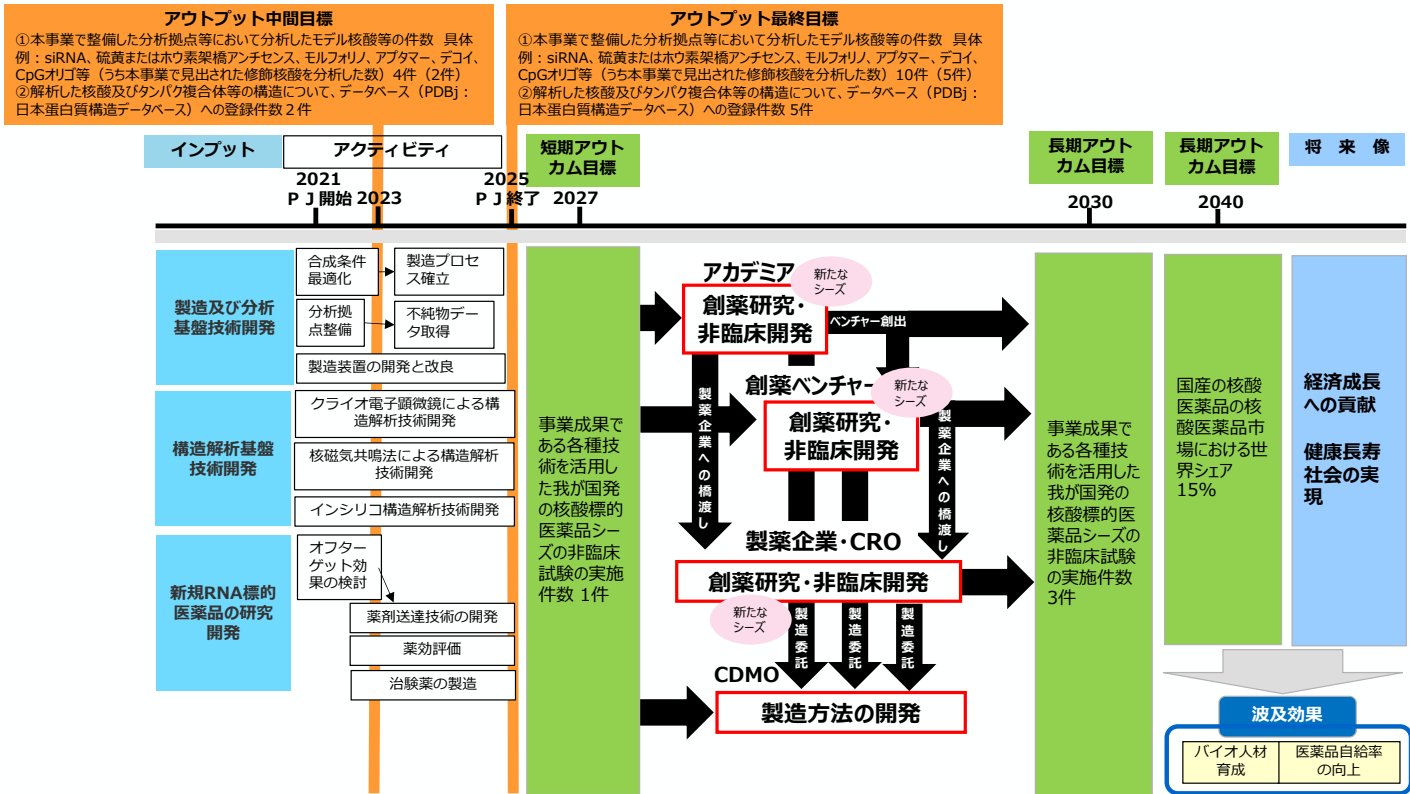 アウトプット中間目標
①本事業で整備した分析拠点等において分析したモデル核酸等の件数 具体
例：siRNA、硫黄またはホウ素架橋アンチセンス、モルフォリノ、アプタマー、デコイ、
CpGオリゴ等（うち本事業で見出された修飾核酸を分析した数）4件（2件）
②解析した核酸及びタンパク複合体等の構造について、データベース（PDBj：
日本蛋白質構造データベース）への登録件数２件
アウトプット最終目標
①本事業で整備した分析拠点等において分析したモデル核酸等の件数 具体
例：siRNA、硫黄またはホウ素架橋アンチセンス、モルフォリノ、アプタマー、デコイ、
CpGオリゴ等（うち本事業で見出された修飾核酸を分析した数）10件（5件）
②解析した核酸及びタンパク複合体等の構造について、データベース（PDBj：
日本蛋白質構造データベース）への登録件数 5件
インプット
アクティビティ
短期アウト
カム目標
長期アウト
カム目標
長期アウト
カム目標
将 来 像
2021
ＰＪ開始
2023
2025
ＰＪ終了
2027
2030
2040
製造及び分析
基盤技術開発
合成条件
最適化
製造プロセ
ス確立
分析拠
点整備
不純物デー
タ取得
製造装置の開発と改良
構造解析基盤
技術開発
クライオ電子顕微鏡による構
造解析技術開発
核磁気共鳴法による構造解析
技術開発
インシリコ構造解析技術開発
新規RNA標的
医薬品の研究
開発
オフター
ゲット効
果の検討
薬剤送達技術の開発
薬効評価
治験薬の製造
事業成果で
ある各種技
術を活用し
た我が国発
の核酸標的
医薬品シー
ズの非臨床
試験の実施
件数 1件
アカデミア
新たな
シーズ
創薬研究・
非臨床開発
ベンチャー創出
製薬企業への橋渡し
創薬ベンチャー
新たな
シーズ
創薬研究・
非臨床開発
製薬企業への橋渡し
製薬企業・CRO
創薬研究・非臨床開発
新たな
シーズ
製造委託
製造委託
製造委託
CDMO
製造方法の開発
事業成果で
ある各種技
術を活用した
我が国発の
核酸標的医
薬品シーズの
非臨床試験
の実施件数
3件
国産の核酸
医薬品の核
酸医薬品市
場における世
界シェア
15%
経済成長
への貢献
健康長寿
社会の実
現
波及効果
バイオ人材
育成
医薬品自給率
の向上